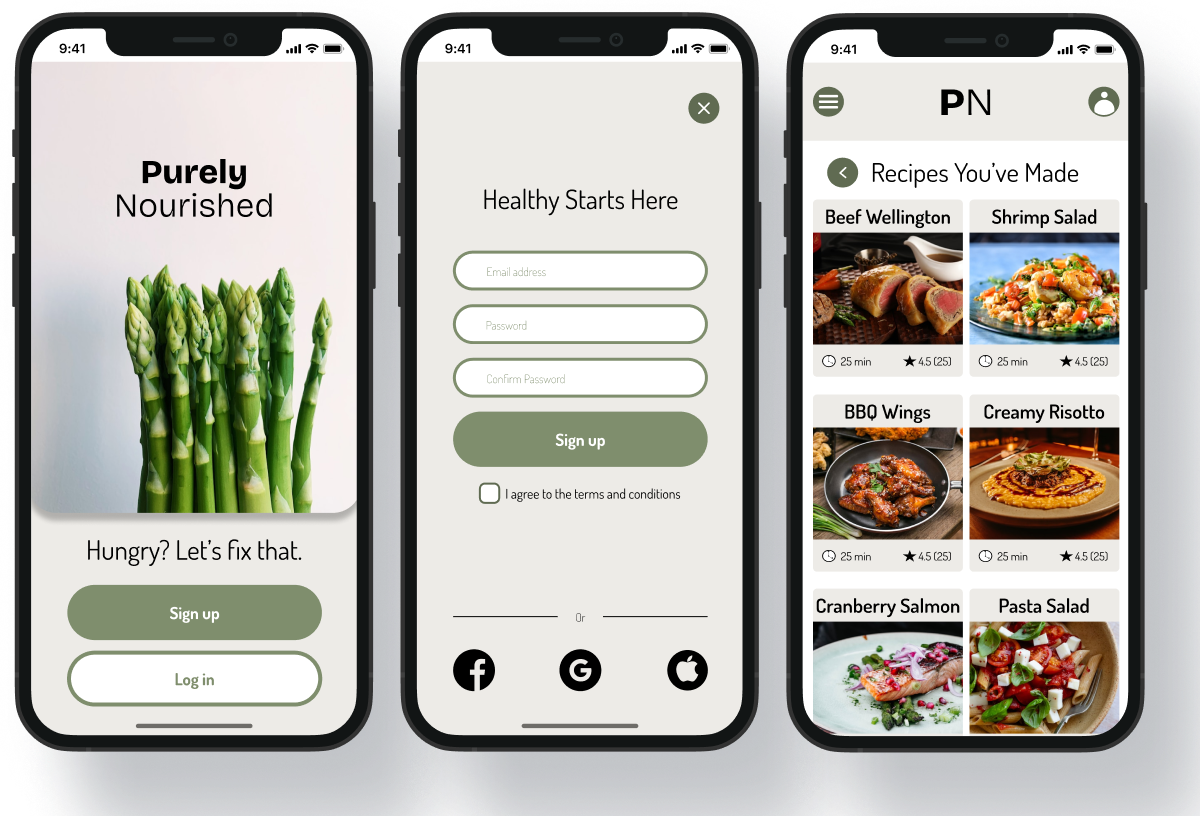 9:41
Purely
Nourished
Hungry? Let's fix that.
Sign up
Log in
9:41
Healthy Starts Here
Email address
Password
Confirm Password
Sign up
I agree to the terms and conditions
Or
9:41
PN
Recipes You've Made
Beef Wellington
Shrimp Salad
25 min
4.5 (25)
25 min
4.5 (25)
BBQ Wings
Creamy Risotto
25 min
4.5 (25)
25 min
4.5 (25)
Cranberry Salmon
Pasta Salad